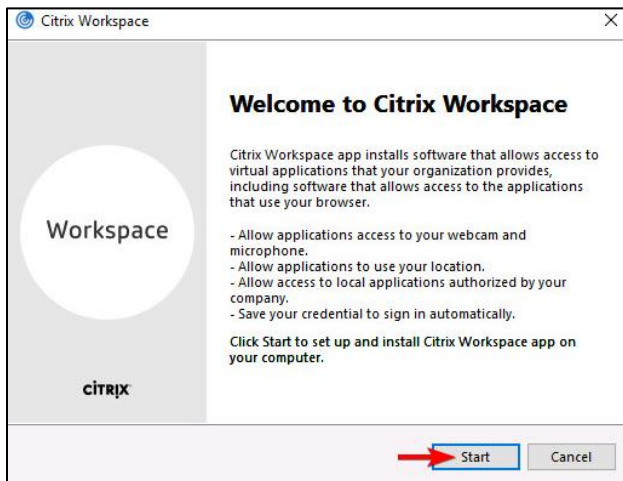 Citrix Workspace
Welcome to Citrix Workspace
Citrix Workspace app installs software that allows access to
virtual applications that your organization provides,
including software that allows access to the applications
that use your browser.
- Allow applications access to your webcam and
microphone.
- Allow applications to use your location.
- Allow access to local applications authorized by your
company.
- Save your credential to sign in automatically.
Click Start to set up and install Citrix Workspace app on
your computer.
Workspace
CİTRIX
Start
Cancel